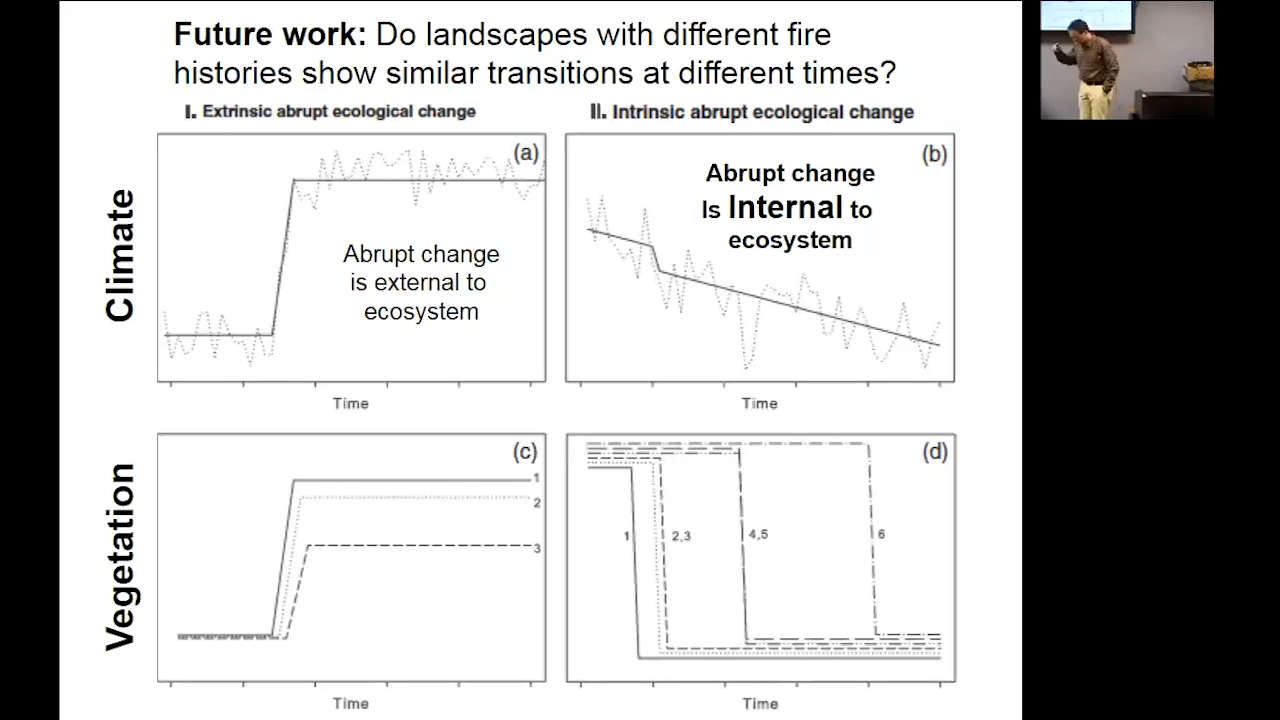 Future work: Do landscapes with different fire
histories show similar transitions at different times?
I. Extrinsic abrupt ecological change
II. Intrinsic abrupt ecological change
Climate
(a)
Abrupt change
is external to
ecosystem
Time
(b)
Abrupt change
Is Internal to
ecosystem
Time
Vegetation
(c)
1
2
3
Time
(d)
1
2,3
4,5
6
Time